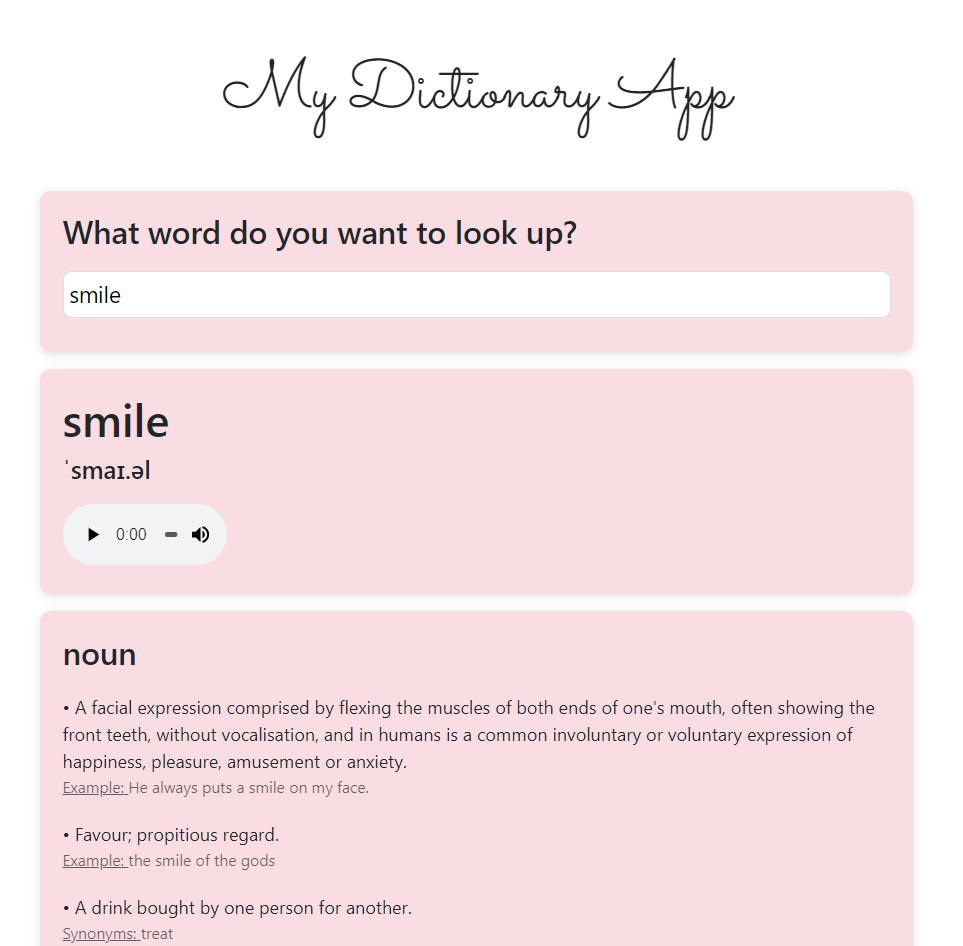 My Dictionary App
What word do you want to look up?
smile
smile
ˈsmaɪ.əl
0:00
noun
• A facial expression comprised by flexing the muscles of both ends of one's mouth, often showing the
front teeth, without vocalisation, and in humans is a common involuntary or voluntary expression of
happiness, pleasure, amusement or anxiety.
Example: He always puts a smile on my face.
• Favour; propitious regard.
Example: the smile of the gods
• A drink bought by one person for another.
Synonyms: treat